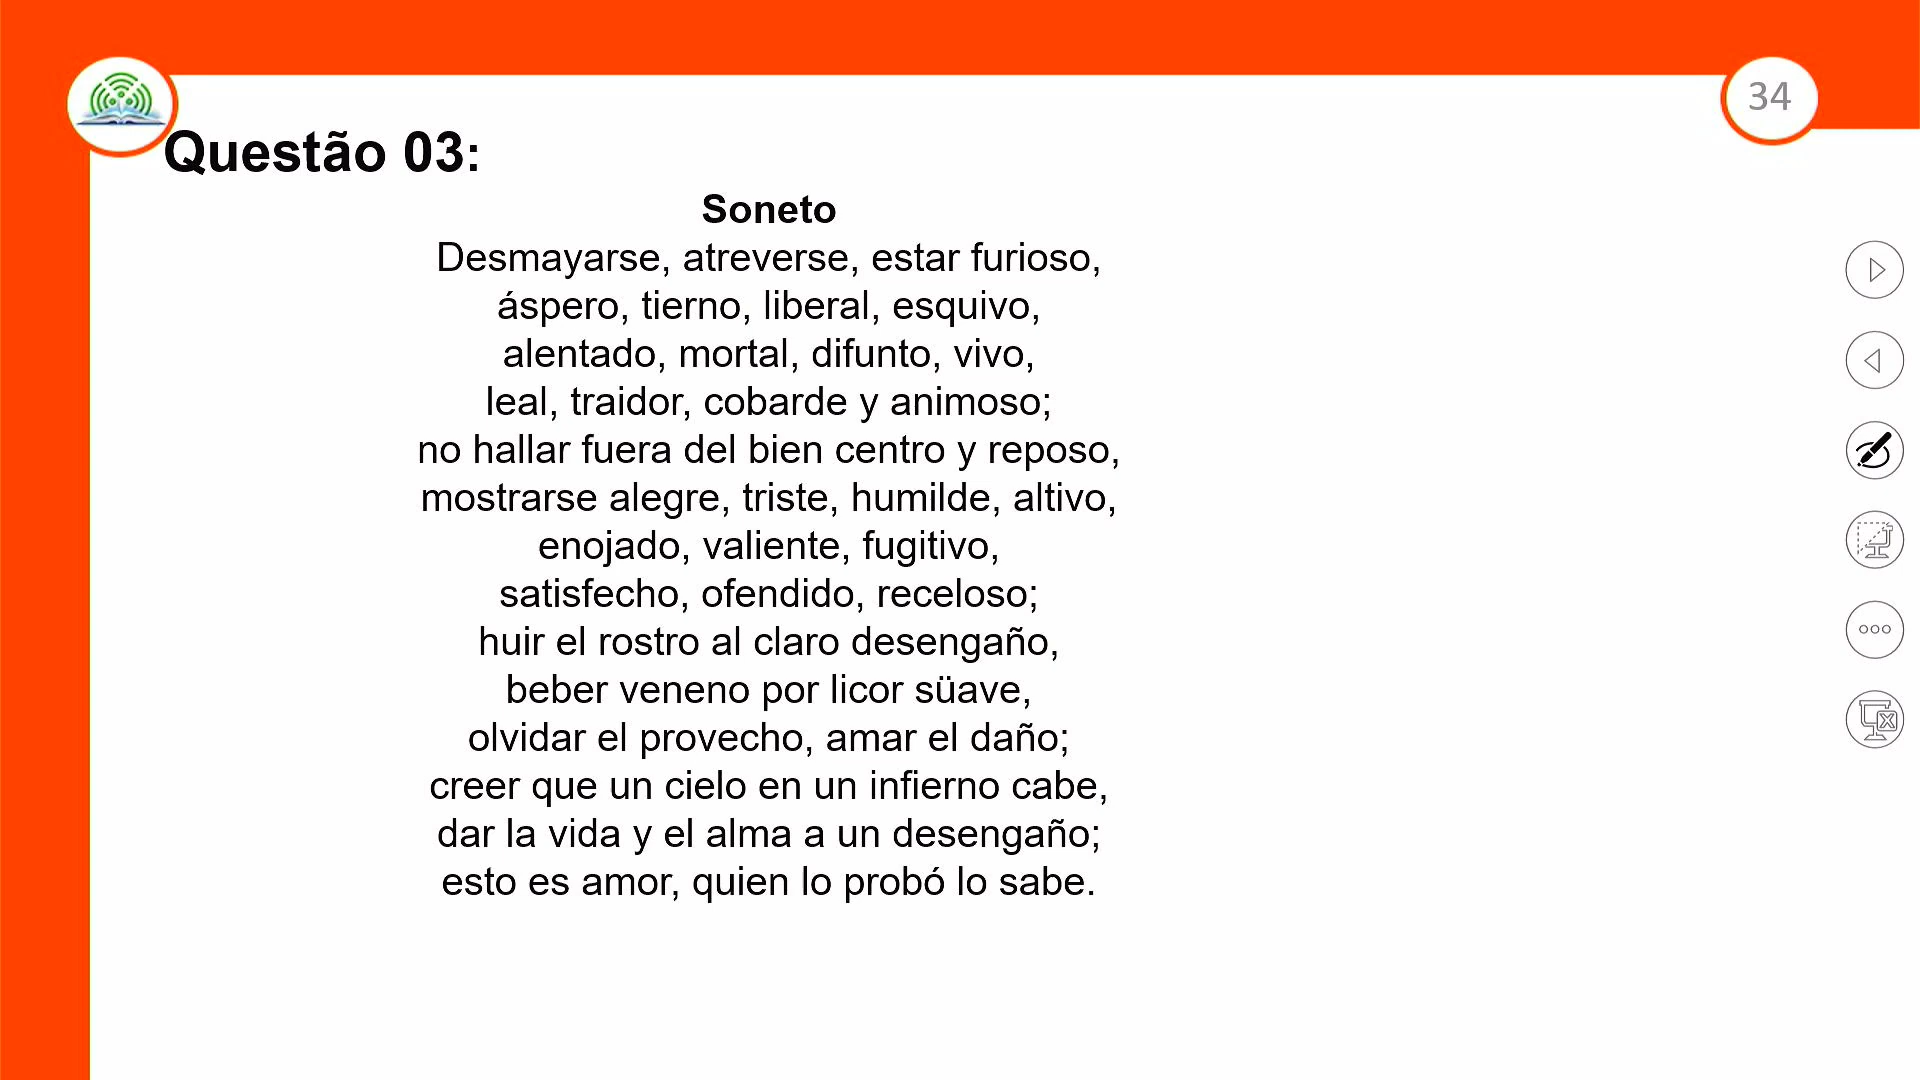 34
Questão 03:
Soneto
Desmayarse, atreverse, estar furioso,
áspero, tierno, liberal, esquivo,
alentado, mortal, difunto, vivo,
leal, traidor, cobarde y animoso;
no hallar fuera del bien centro y reposo,
mostrarse alegre, triste, humilde, altivo,
enojado, valiente, fugitivo,
satisfecho, ofendido, receloso;
huir el rostro al claro desengaño,
beber veneno por licor süave,
olvidar el provecho, amar el daño;
creer que un cielo en un infierno cabe,
dar la vida y el alma a un desengaño;
esto es amor, quien lo probó lo sabe.